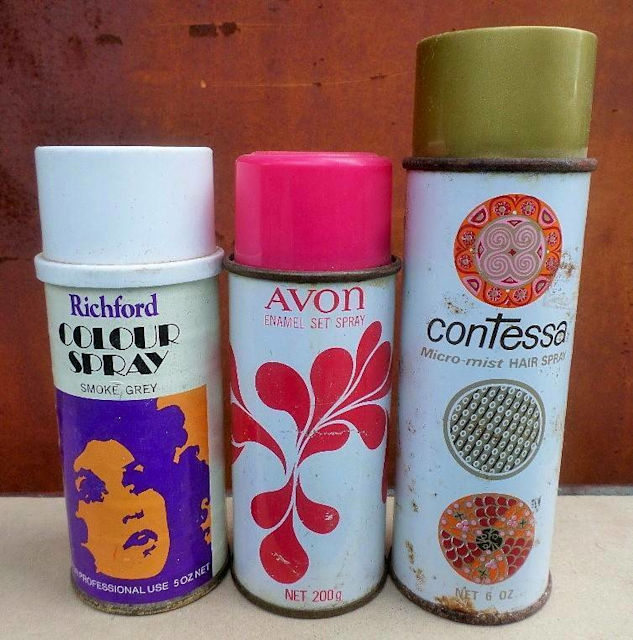 Richford
COLOUR
SPRAY
SMOKE GREY
PROFESSIONAL USE 5 OZ NET
AVON
ENAMEL SET SPRAY
NET 200g
contessa
Micro-mist HAIR SPRAY
NET 6 OZ